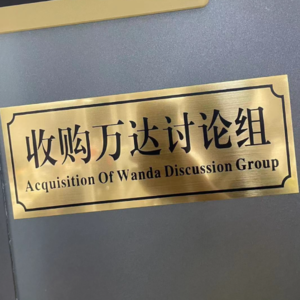 收购万达讨论组
Acquisition Of Wanda Discussion Group